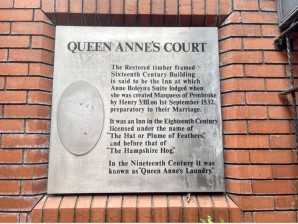 QUEEN ANNE'S COURT
The Restored timber framed
Sixteenth Century Building
is said to be the Inn at which
Anne Boleyn's Suite lodged when
she was created Marquess of Pembroke
by Henry VIII on 1st September 1532,
preparatory to their Marriage.
It was an Inn in the Eighteenth Century
licensed under the name of
"The Hat or Plume of Feathers,"
and before that of
"The Hampshire Hog."
In the Nineteenth Century it was
known as "Queen Anne's Laundry."